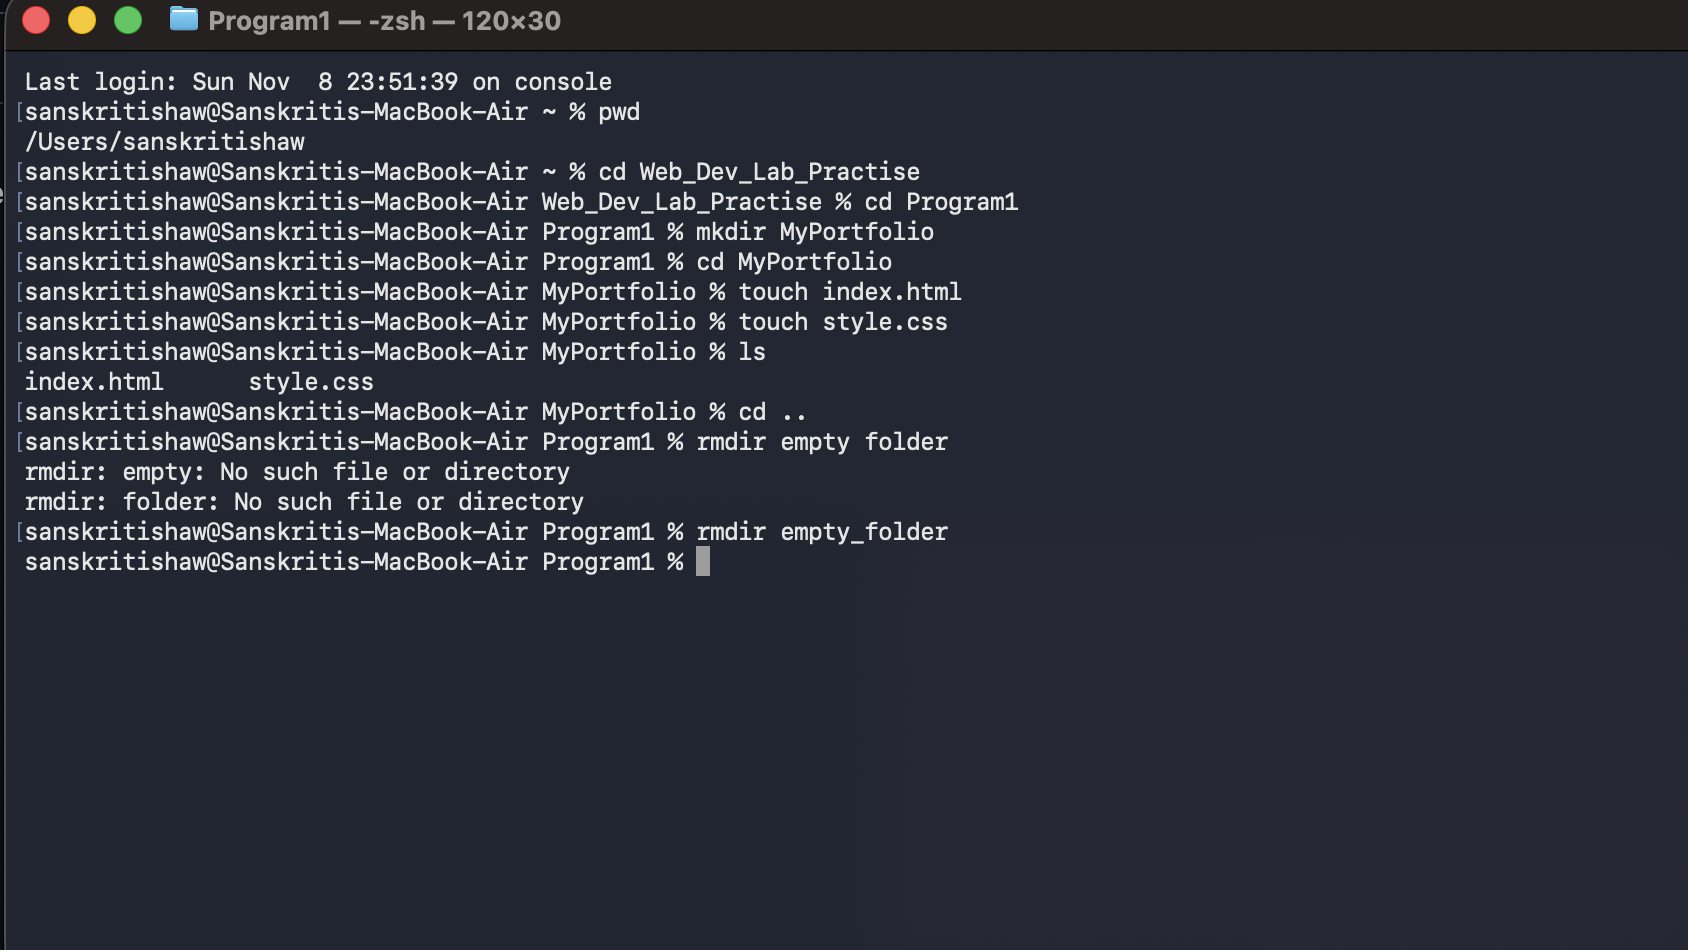 Program1 — -zsh — 120×30
Last login: Sun Nov  8 23:51:39 on console
[sanskritishaw@Sanskritis-MacBook-Air ~ % pwd
/Users/sanskritishaw
[sanskritishaw@Sanskritis-MacBook-Air ~ % cd Web_Dev_Lab_Practise
[sanskritishaw@Sanskritis-MacBook-Air Web_Dev_Lab_Practise % cd Program1
[sanskritishaw@Sanskritis-MacBook-Air Program1 % mkdir MyPortfolio
[sanskritishaw@Sanskritis-MacBook-Air Program1 % cd MyPortfolio
[sanskritishaw@Sanskritis-MacBook-Air MyPortfolio % touch index.html
[sanskritishaw@Sanskritis-MacBook-Air MyPortfolio % touch style.css
[sanskritishaw@Sanskritis-MacBook-Air MyPortfolio % ls
index.html      style.css
[sanskritishaw@Sanskritis-MacBook-Air MyPortfolio % cd ..
[sanskritishaw@Sanskritis-MacBook-Air Program1 % rmdir empty folder
rmdir: empty: No such file or directory
rmdir: folder: No such file or directory
[sanskritishaw@Sanskritis-MacBook-Air Program1 % rmdir empty_folder
sanskritishaw@Sanskritis-MacBook-Air Program1 %